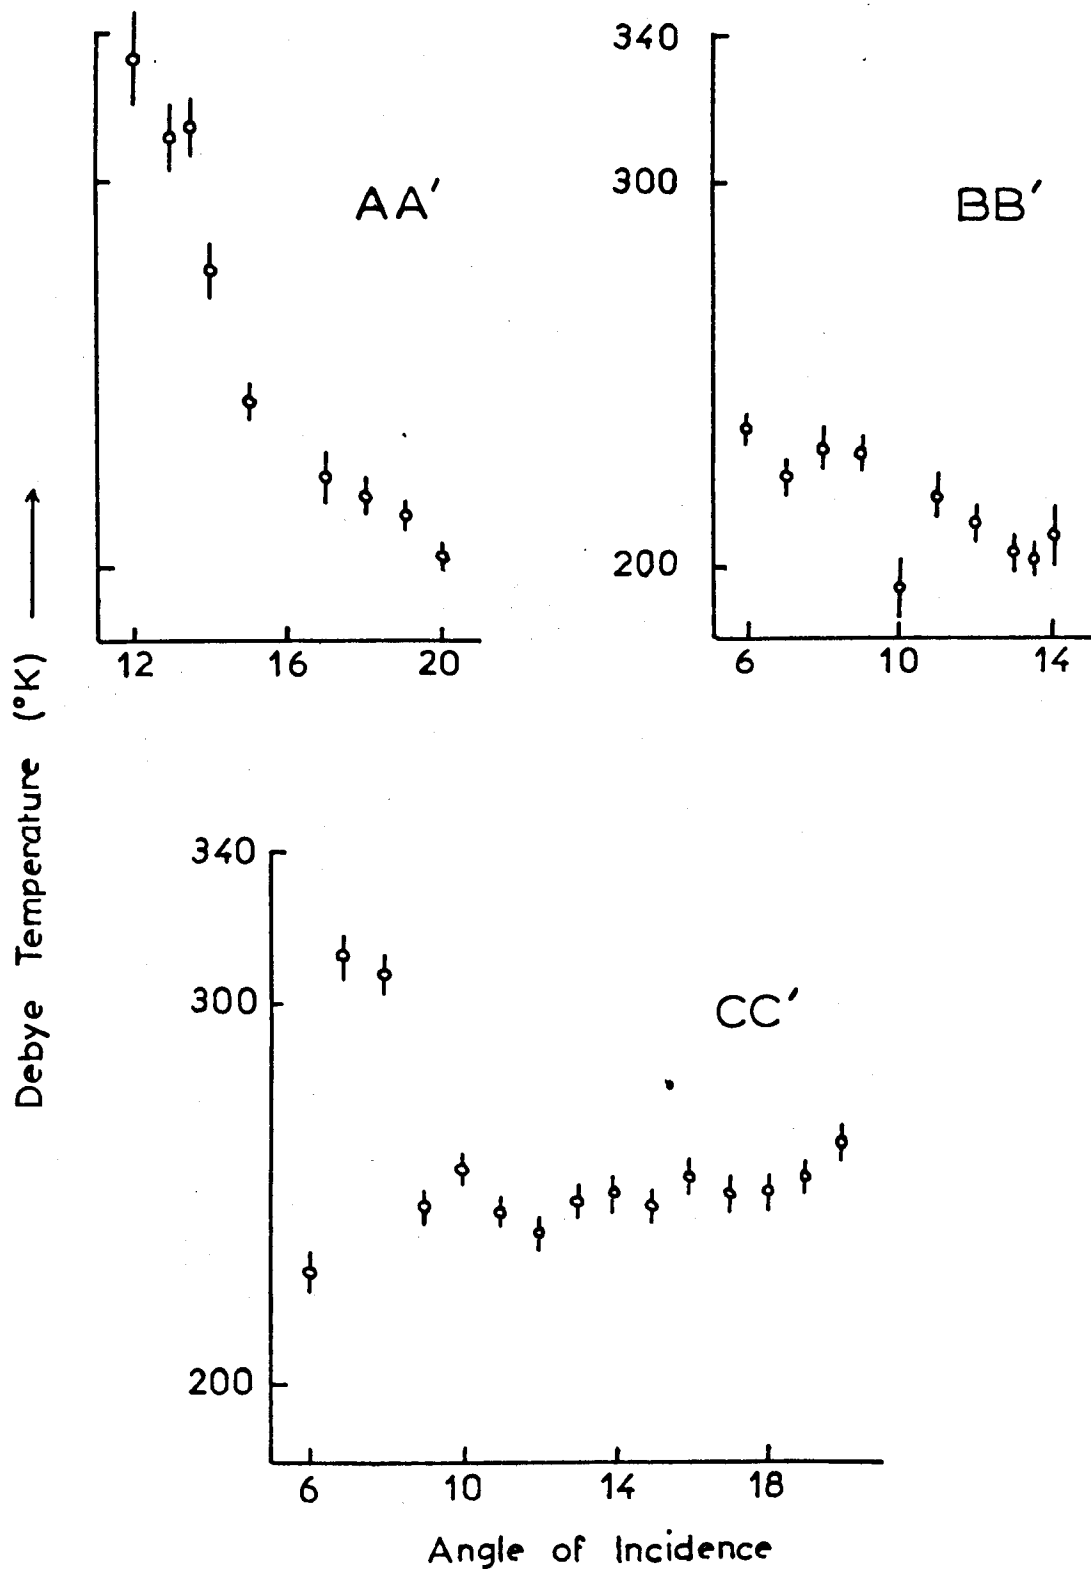 340
300
200
AA′
BB′
12 16 20
6 10 14
Debye Temperature (°K)
340
300
200
CC′
6 10 14 18
Angle of Incidence